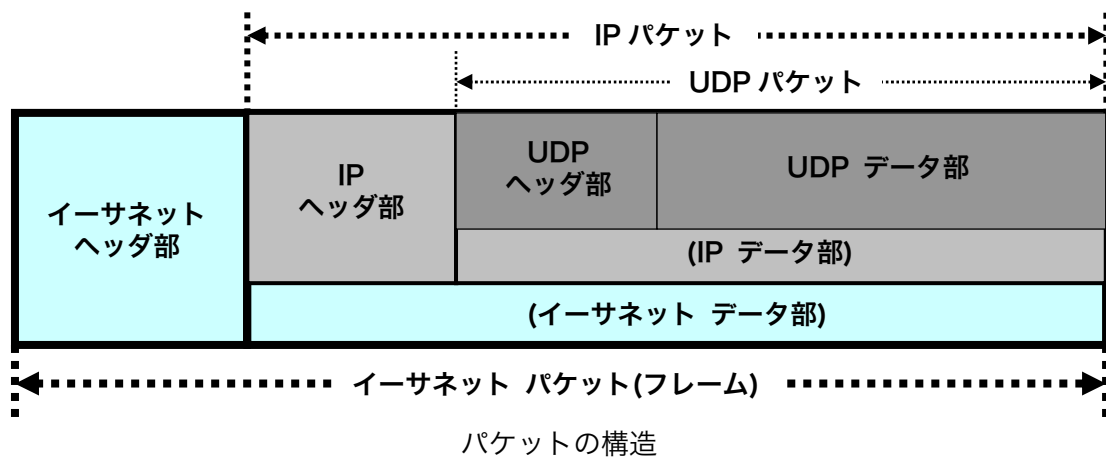 IP パケット
UDP パケット
イーサネット
ヘッダ部
IP
ヘッダ部
UDP
ヘッダ部
UDP データ部
(IP データ部)
(イーサネット データ部)
イーサネット パケット(フレーム)
パケットの構造